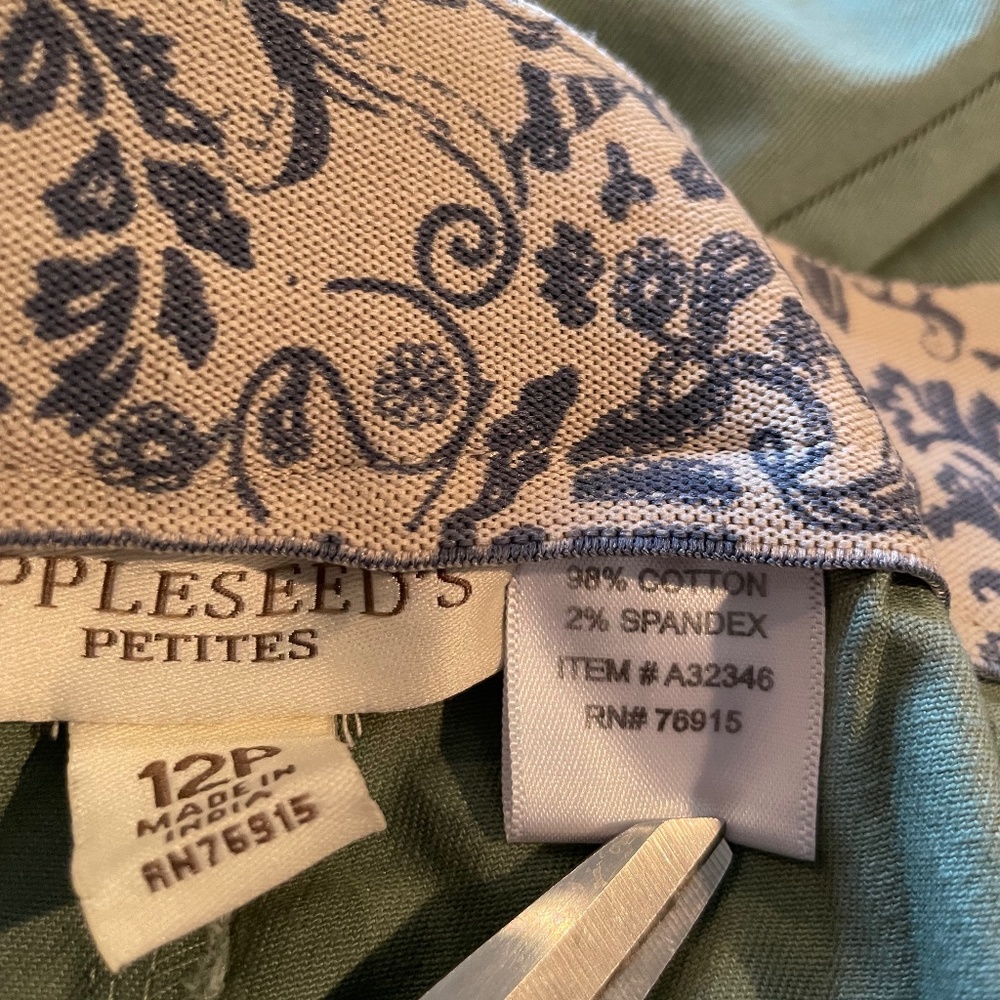 PPLESEED'S
PETITES
12P
MADE IN
INDIA
RN76915
98% COTTON
2% SPANDEX
ITEM # A32346
RN# 76915